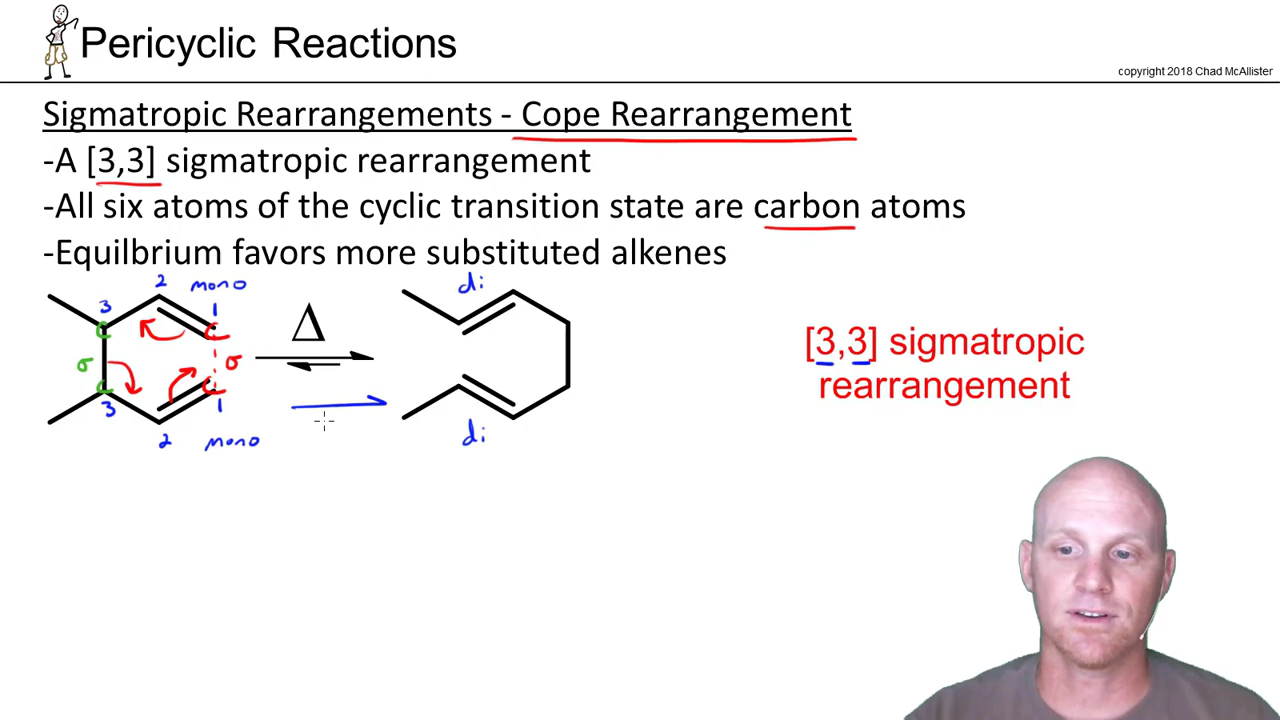 Pericyclic Reactions
copyright 2018 Chad McAllister
Sigmatropic Rearrangements - Cope Rearrangement
-A [3,3] sigmatropic rearrangement
-All six atoms of the cyclic transition state are carbon atoms
-Equilbrium favors more substituted alkenes
2 mono di
3 1
C C
Δ
σ σ
[3,3] sigmatropic
rearrangement
C C
3 1
2 mono di